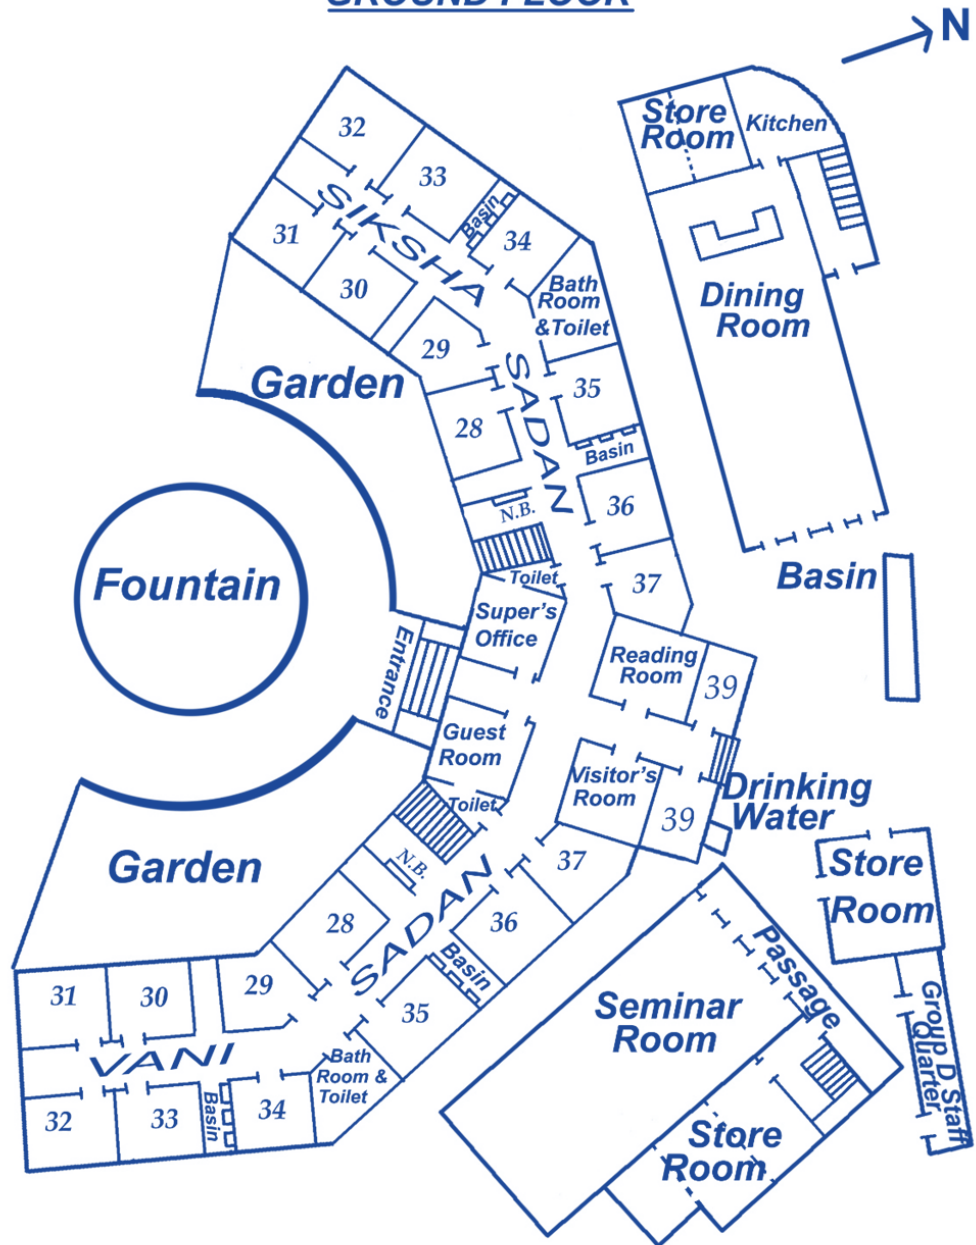 GROUND FLOOR
N
Store
Room
Kitchen
Dining
Room
32
33
Basin
34
31
SIKSHA
30
Bath
Room
&Toilet
29
SADAN
35
Garden
28
Basin
N.B.
36
Toilet
37
Fountain
Super's
Office
Entrance
Reading
Room
39
Basin
Guest
Room
Visitor's
Room
39
Drinking
Water
Toilet
N.B.
37
Garden
28
SADAN
36
Basin
Store
Room
Passage
31
30
29
35
Seminar
Room
VANI
Bath
Room &
Toilet
32
33
Basin
34
Group D Staff
Quarter
Store
Room